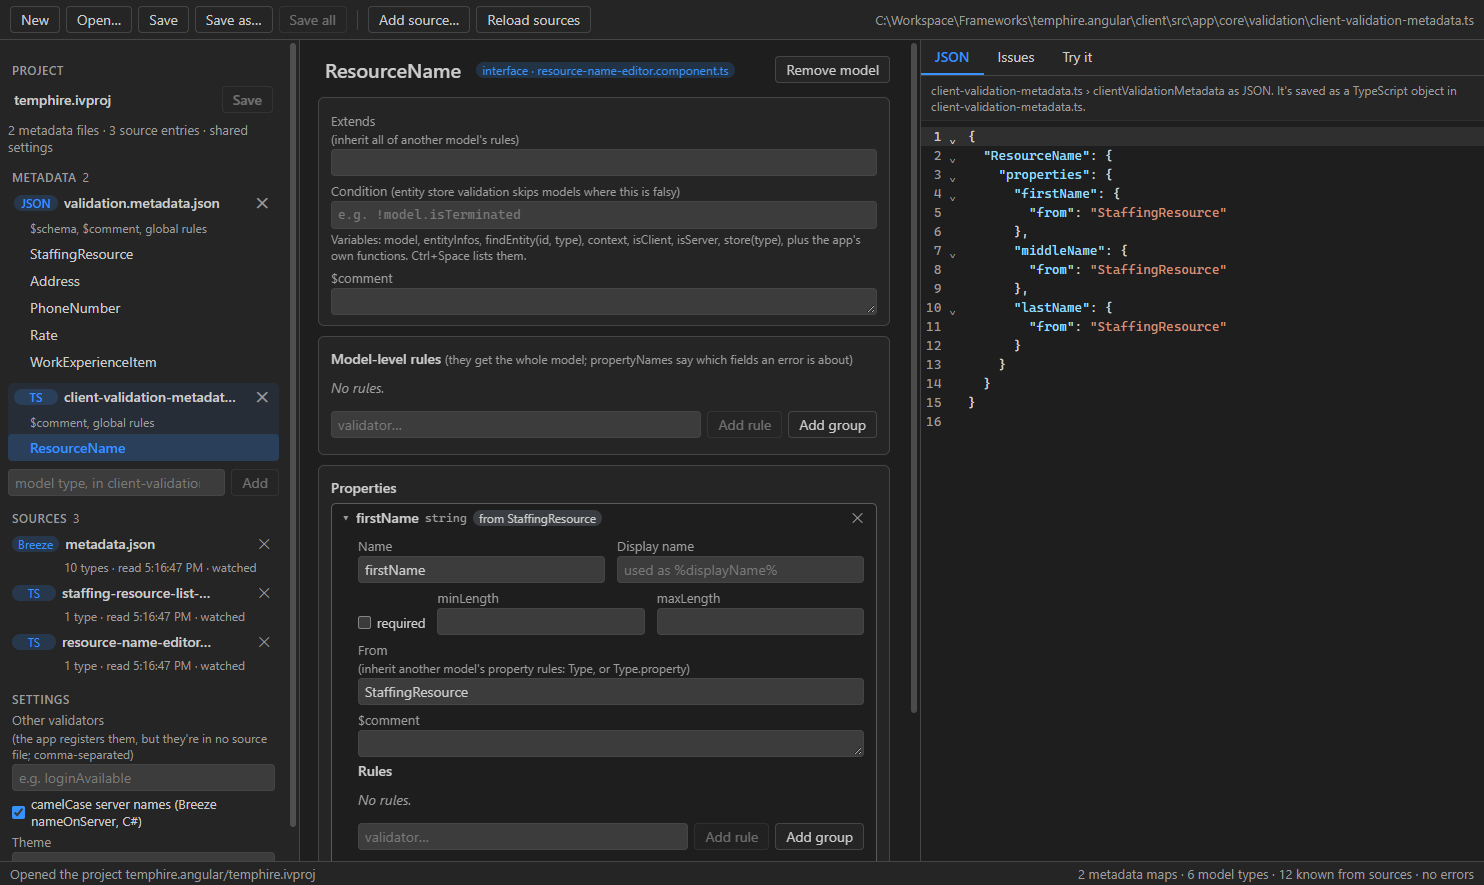 New Open... Save Save as... Save all Add source... Reload sources C:\Workspace\Frameworks\temphire.angular\client\src\app\core\validation\client-validation-metadata.ts
PROJECT
temphire.ivproj Save
2 metadata files · 3 source entries · shared
settings
METADATA 2
JSON validation.metadata.json
$schema, $comment, global rules
StaffingResource
Address
PhoneNumber
Rate
WorkExperienceItem
TS client-validation-metadat...
$comment, global rules
ResourceName
model type, in client-validatio Add
SOURCES 3
Breeze metadata.json
10 types · read 5:16:47 PM · watched
TS staffing-resource-list-...
1 type · read 5:16:47 PM · watched
TS resource-name-editor...
1 type · read 5:16:47 PM · watched
SETTINGS
Other validators
(the app registers them, but they're in no source
file; comma-separated)
e.g. loginAvailable
camelCase server names (Breeze
nameOnServer, C#)
Theme
ResourceName interface · resource-name-editor.component.ts Remove model
Extends
(inherit all of another model's rules)
Condition (entity store validation skips models where this is falsy)
e.g. !model.isTerminated
Variables: model, entityInfos, findEntity(id, type), context, isClient, isServer, store(type), plus the app's
own functions. Ctrl+Space lists them.
$comment
Model-level rules (they get the whole model; propertyNames say which fields an error is about)
No rules.
validator... Add rule Add group
Properties
firstName string from StaffingResource
Name Display name
firstName used as %displayName%
minLength maxLength
required
From
(inherit another model's property rules: Type, or Type.property)
StaffingResource
$comment
Rules
No rules.
validator... Add rule Add group
JSON Issues Try it
client-validation-metadata.ts › clientValidationMetadata as JSON. It's saved as a TypeScript object in
client-validation-metadata.ts.
1 {
2 "ResourceName": {
3 "properties": {
4 "firstName": {
5 "from": "StaffingResource"
6 },
7 "middleName": {
8 "from": "StaffingResource"
9 },
10 "lastName": {
11 "from": "StaffingResource"
12 }
13 }
14 }
15 }
16
Opened the project temphire.angular/temphire.ivproj 2 metadata maps · 6 model types · 12 known from sources · no errors